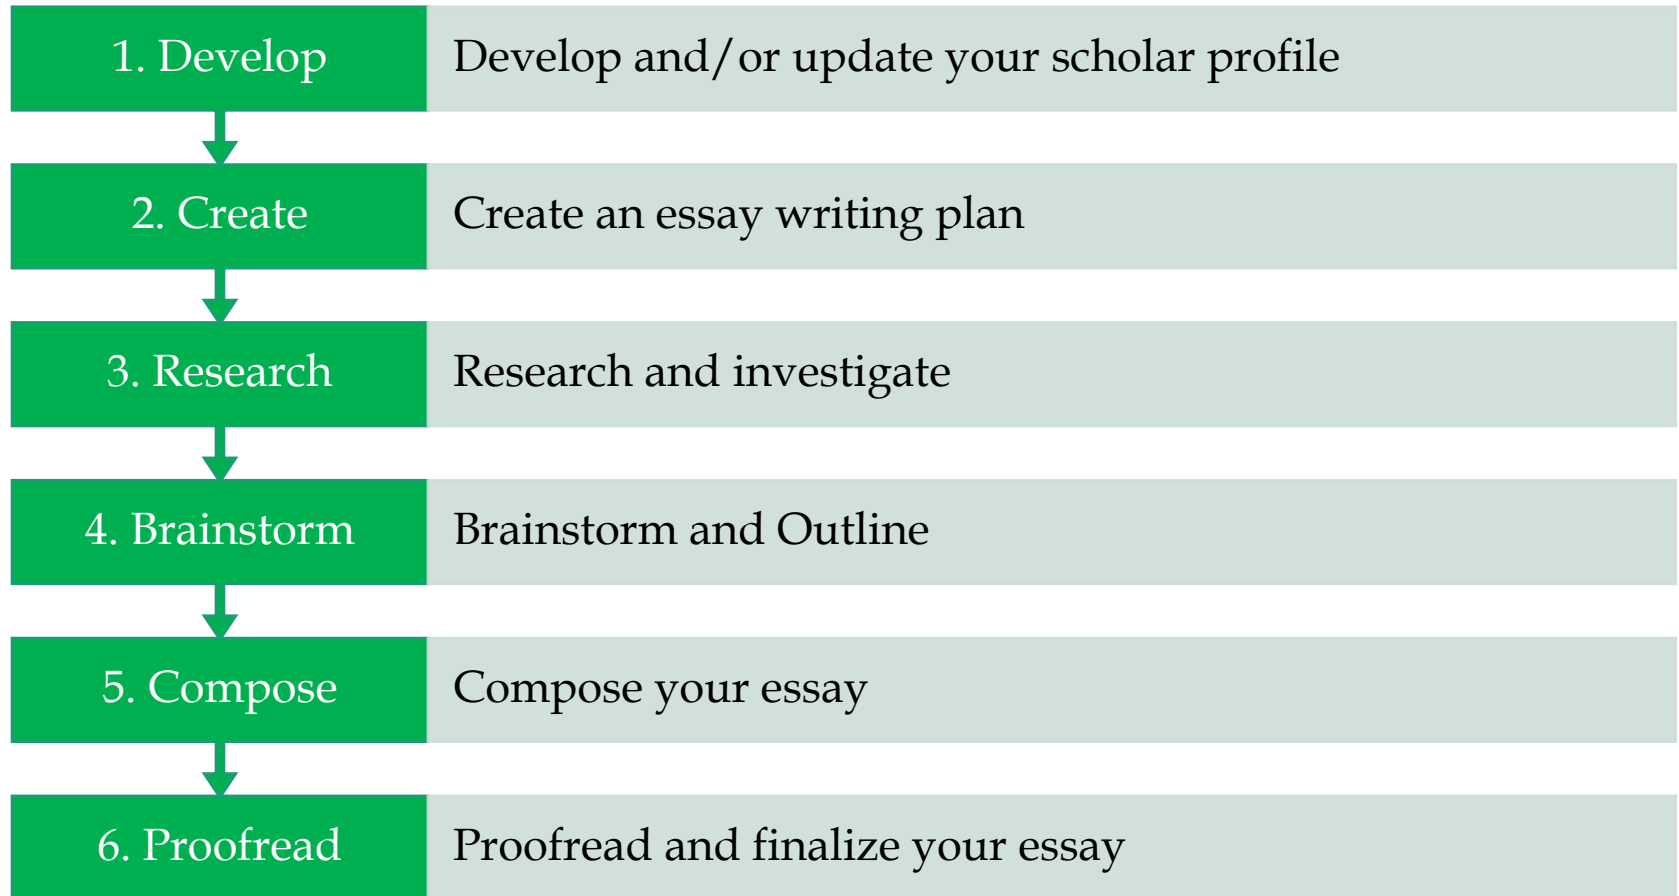 1. Develop
Develop and/or update your scholar profile
2. Create
Create an essay writing plan
3. Research
Research and investigate
4. Brainstorm
Brainstorm and Outline
5. Compose
Compose your essay
6. Proofread
Proofread and finalize your essay